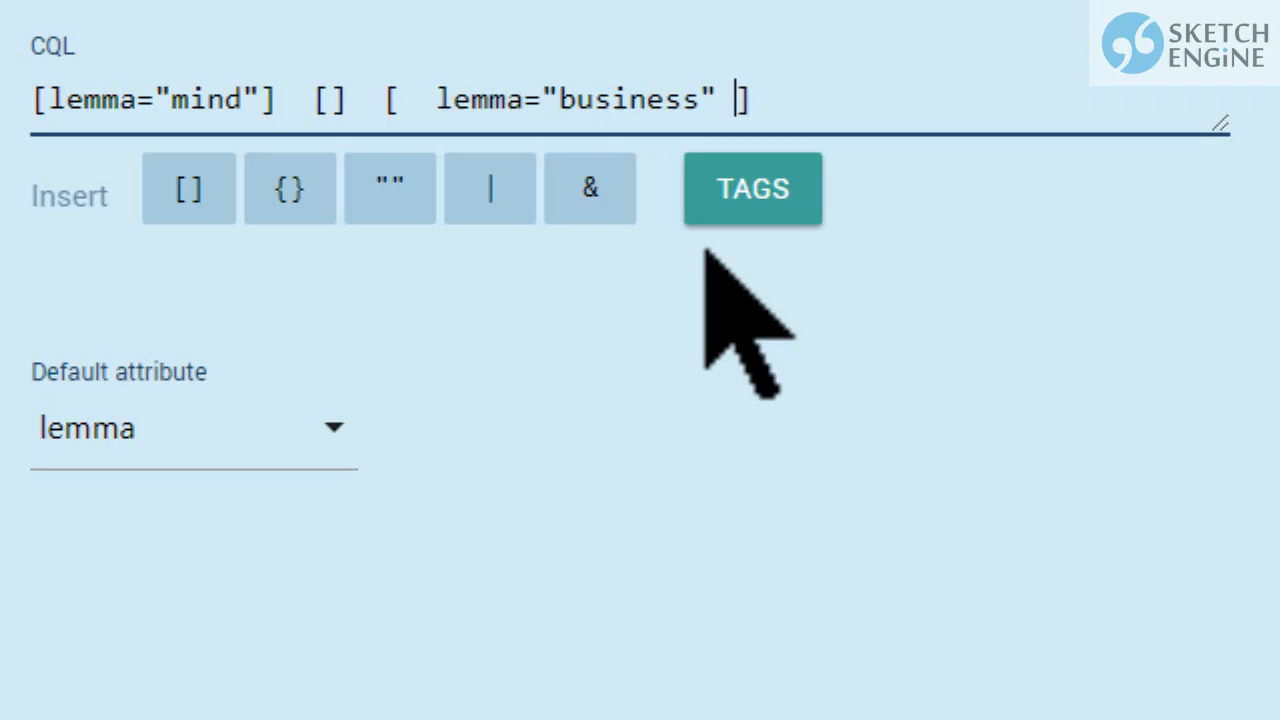 SKETCH
ENGiNE
CQL
[lemma="mind"] [] [ lemma="business" ]
Insert [] {} "" | & TAGS
Default attribute
lemma